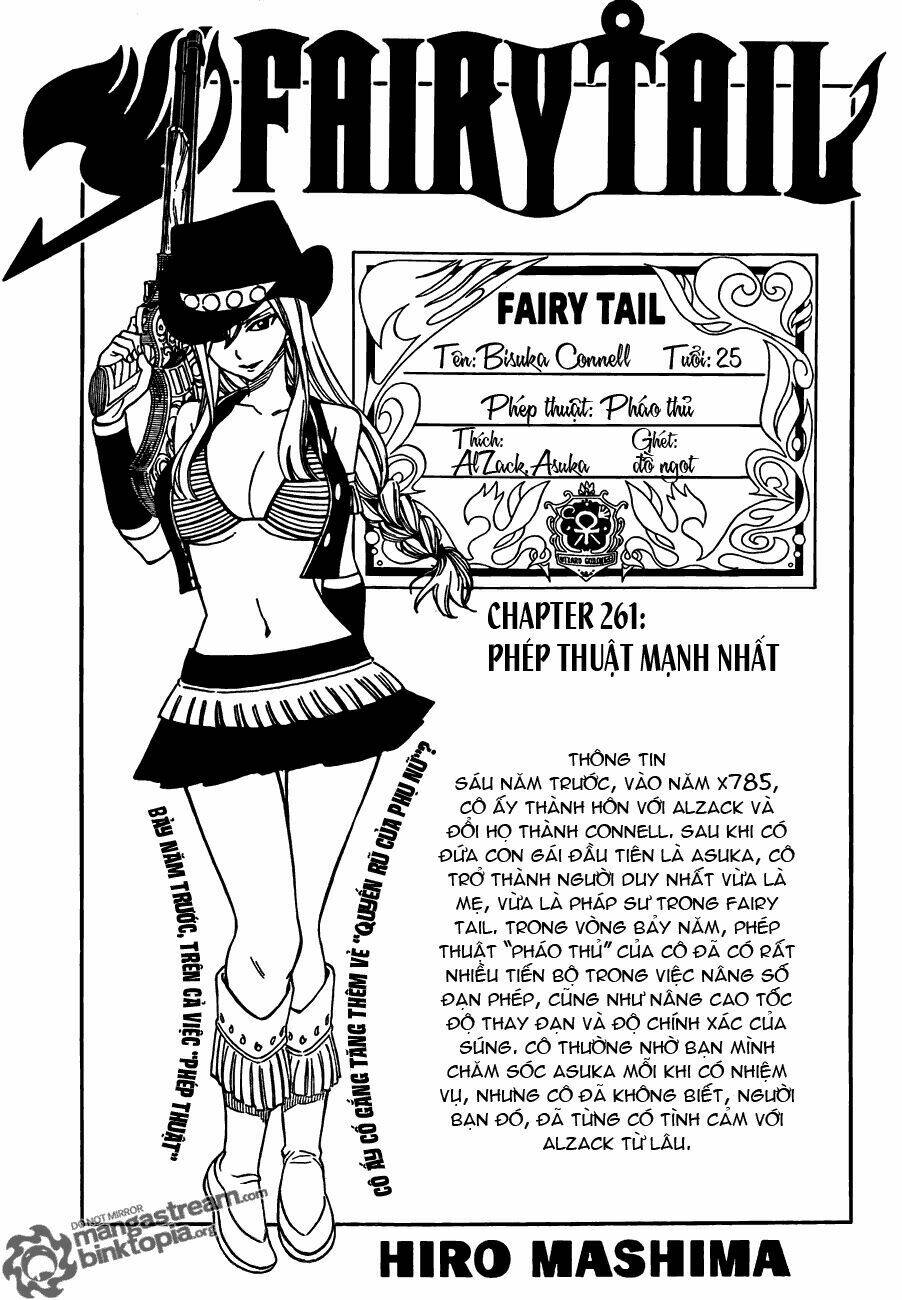 FAIRY TAIL
FAIRY TAIL
Tên: Bisuka Connell Tuổi: 25
Phép thuật: Pháo thủ
Thích: Ghét:
AlZack, Asuka đồ ngọt
WIZARD GUILD
CHAPTER 261:
PHÉP THUẬT MẠNH NHẤT
THÔNG TIN
SÁU NĂM TRƯỚC, VÀO NĂM X785,
CÔ ẤY THÀNH HÔN VỚI ALZACK VÀ
ĐỔI HỌ THÀNH CONNELL. SAU KHI CÓ
ĐỨA CON GÁI ĐẦU TIÊN LÀ ASUKA, CÔ
TRỞ THÀNH NGƯỜI DUY NHẤT VỪA LÀ
MẸ, VỪA LÀ PHÁP SƯ TRONG FAIRY
TAIL. TRONG VÒNG BẢY NĂM, PHÉP
THUẬT "PHÁO THỦ" CỦA CÔ ĐÃ CÓ RẤT
NHIỀU TIẾN BỘ TRONG VIỆC NÂNG SỐ
ĐẠN PHÉP, CŨNG NHƯ NÂNG CAO TỐC
ĐỘ THAY ĐẠN VÀ ĐỘ CHÍNH XÁC CỦA
SÚNG. CÔ THƯỜNG NHỜ BẠN MÌNH
CHĂM SÓC ASUKA MỖI KHI CÓ NHIỆM
VỤ, NHƯNG CÔ ĐÃ KHÔNG BIẾT, NGƯỜI
BẠN ĐÓ, ĐÃ TỪNG CÓ TÌNH CẢM VỚI
ALZACK TỪ LÂU.
BẢY NĂM TRƯỚC, TRÊN CẢ VIỆC "PHÉP THUẬT"
CÔ ẤY CỐ GẮNG TĂNG THÊM VẺ "QUYẾN RŨ CỦA PHỤ NỮ"?
DO NOT MIRROR
mangastream.com
binktopia.org
HIRO MASHIMA